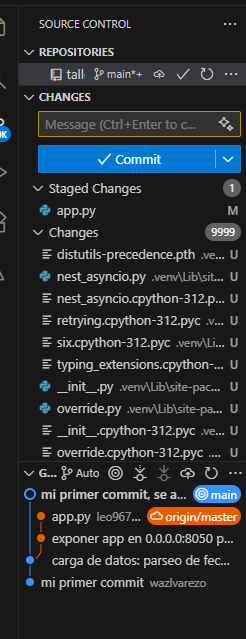 SOURCE CONTROL
REPOSITORIES
tall main*+
CHANGES
Message (Ctrl+Enter to c...
Commit
Staged Changes 1
app.py M
Changes 9999
distutils-precedence.pth .ve... U
nest_asyncio.py .venv\Lib\sit... U
nest_asyncio.cpython-312.p... U
retrying.cpython-312.pyc .v... U
six.cpython-312.pyc .venv\Li... U
typing_extensions.cpython-... U
__init__.py .venv\Lib\site-pac... U
override.py .venv\Lib\site-pa... U
__init__.cpython-312.pyc .ve... U
override.cpython-312.pyc .... U
G... Auto
mi primer commit, se a... main
app.py leo967... origin/master
exponer app en 0.0.0.0:8050 p...
carga de datos: parseo de fec...
mi primer commit wazlvarezo